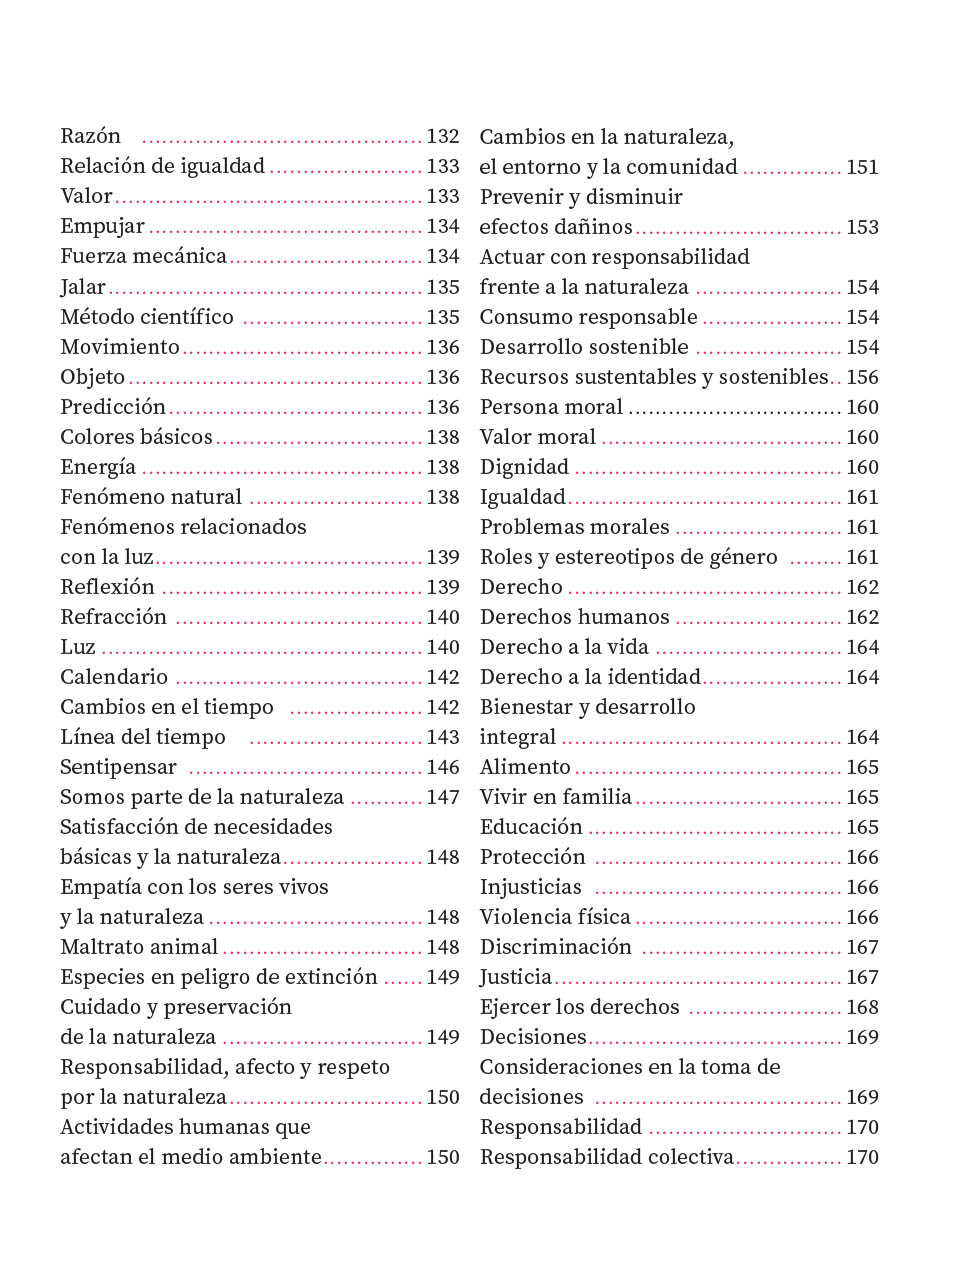 Razón ........................................ 132
Relación de igualdad ....................... 133
Valor .............................................. 133
Empujar ......................................... 134
Fuerza mecánica ............................. 134
Jalar ............................................... 135
Método científico ........................... 135
Movimiento .................................... 136
Objeto ............................................ 136
Predicción ...................................... 136
Colores básicos ............................... 138
Energía .......................................... 138
Fenómeno natural .......................... 138
Fenómenos relacionados
con la luz ........................................ 139
Reflexión ....................................... 139
Refracción ..................................... 140
Luz ................................................ 140
Calendario ..................................... 142
Cambios en el tiempo .................... 142
Línea del tiempo .......................... 143
Sentipensar ................................... 146
Somos parte de la naturaleza ........... 147
Satisfacción de necesidades
básicas y la naturaleza ..................... 148
Empatía con los seres vivos
y la naturaleza ................................ 148
Maltrato animal .............................. 148
Especies en peligro de extinción ...... 149
Cuidado y preservación
de la naturaleza .............................. 149
Responsabilidad, afecto y respeto
por la naturaleza ............................. 150
Actividades humanas que
afectan el medio ambiente ............... 150
Cambios en la naturaleza,
el entorno y la comunidad ............... 151
Prevenir y disminuir
efectos dañinos ............................... 153
Actuar con responsabilidad
frente a la naturaleza ...................... 154
Consumo responsable ..................... 154
Desarrollo sostenible ...................... 154
Recursos sustentables y sostenibles .. 156
Persona moral ................................ 160
Valor moral .................................... 160
Dignidad ........................................ 160
Igualdad ......................................... 161
Problemas morales ......................... 161
Roles y estereotipos de género ........ 161
Derecho ......................................... 162
Derechos humanos ......................... 162
Derecho a la vida ............................ 164
Derecho a la identidad ..................... 164
Bienestar y desarrollo
integral .......................................... 164
Alimento ........................................ 165
Vivir en familia ............................... 165
Educación ...................................... 165
Protección ..................................... 166
Injusticias ..................................... 166
Violencia física ............................... 166
Discriminación .............................. 167
Justicia ........................................... 167
Ejercer los derechos ....................... 168
Decisiones ...................................... 169
Consideraciones en la toma de
decisiones ..................................... 169
Responsabilidad ............................. 170
Responsabilidad colectiva ................ 170